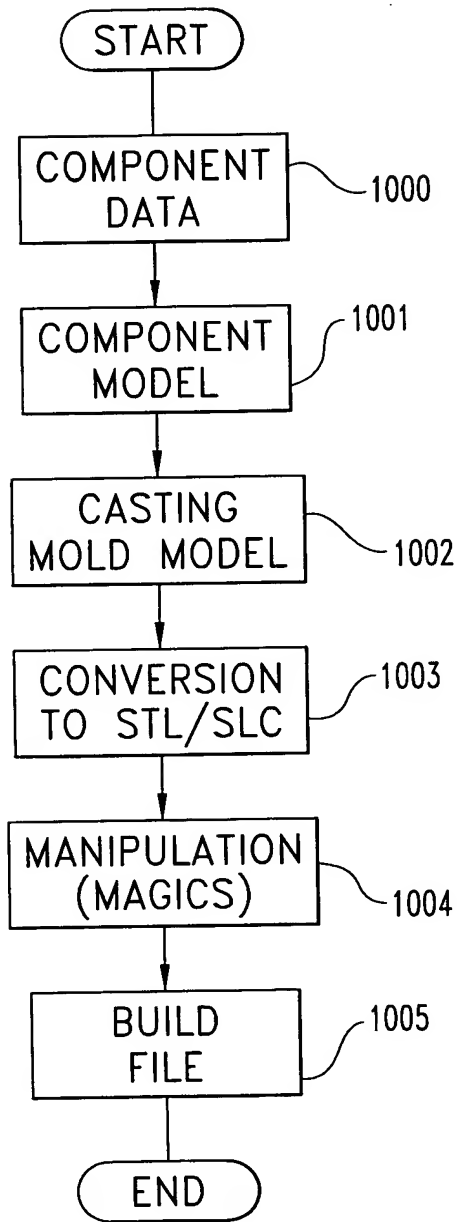 START
COMPONENT
DATA
1000
COMPONENT
MODEL
1001
CASTING
MOLD MODEL
1002
CONVERSION
TO STL/SLC
1003
MANIPULATION
(MAGICS)
1004
BUILD
FILE
1005
END